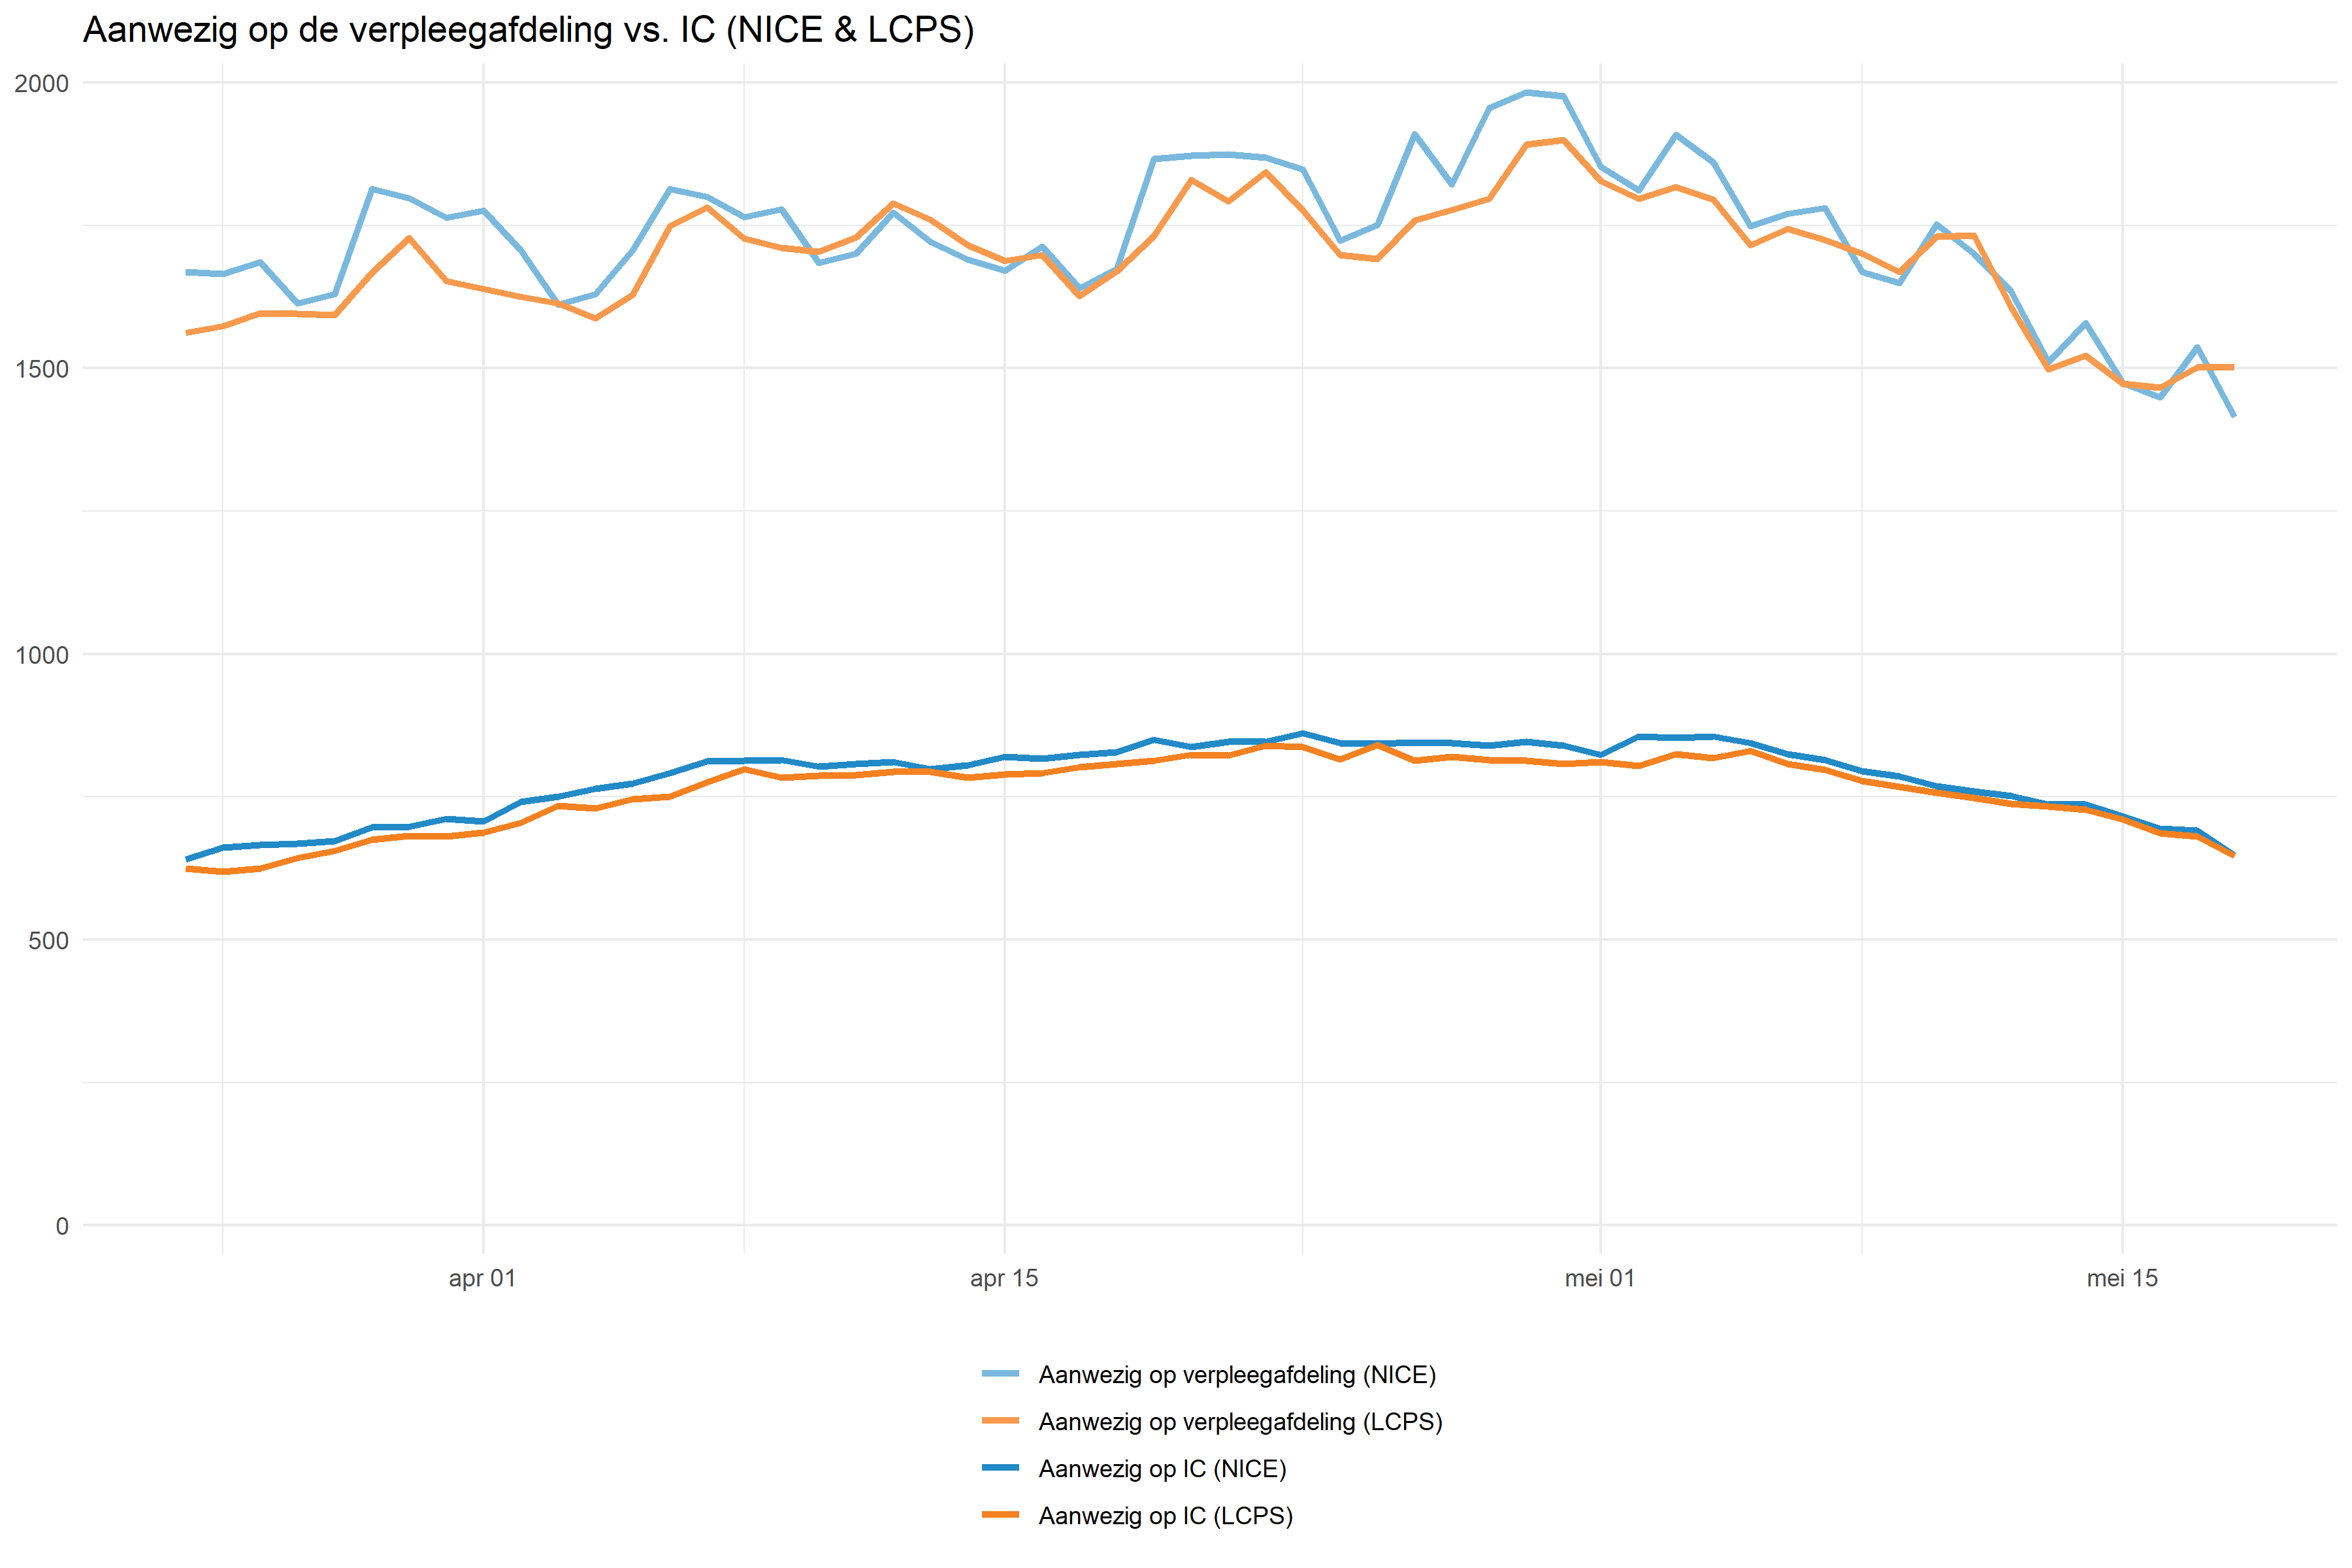 Aanwezig op de verpleegafdeling vs. IC (NICE & LCPS)
2000
1500
1000
500
0
apr 01 apr 15 mei 01 mei 15
Aanwezig op verpleegafdeling (NICE)
Aanwezig op verpleegafdeling (LCPS)
Aanwezig op IC (NICE)
Aanwezig op IC (LCPS)